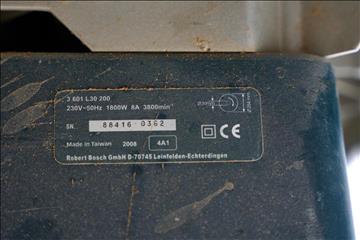 3 601 L30 200
230V~50Hz 1800W 8A 3800min⁻¹
SN. 88416 0362
Made in Taiwan 2008 4A1
CE
Robert Bosch GmbH D-70745 Leinfelden-Echterdingen